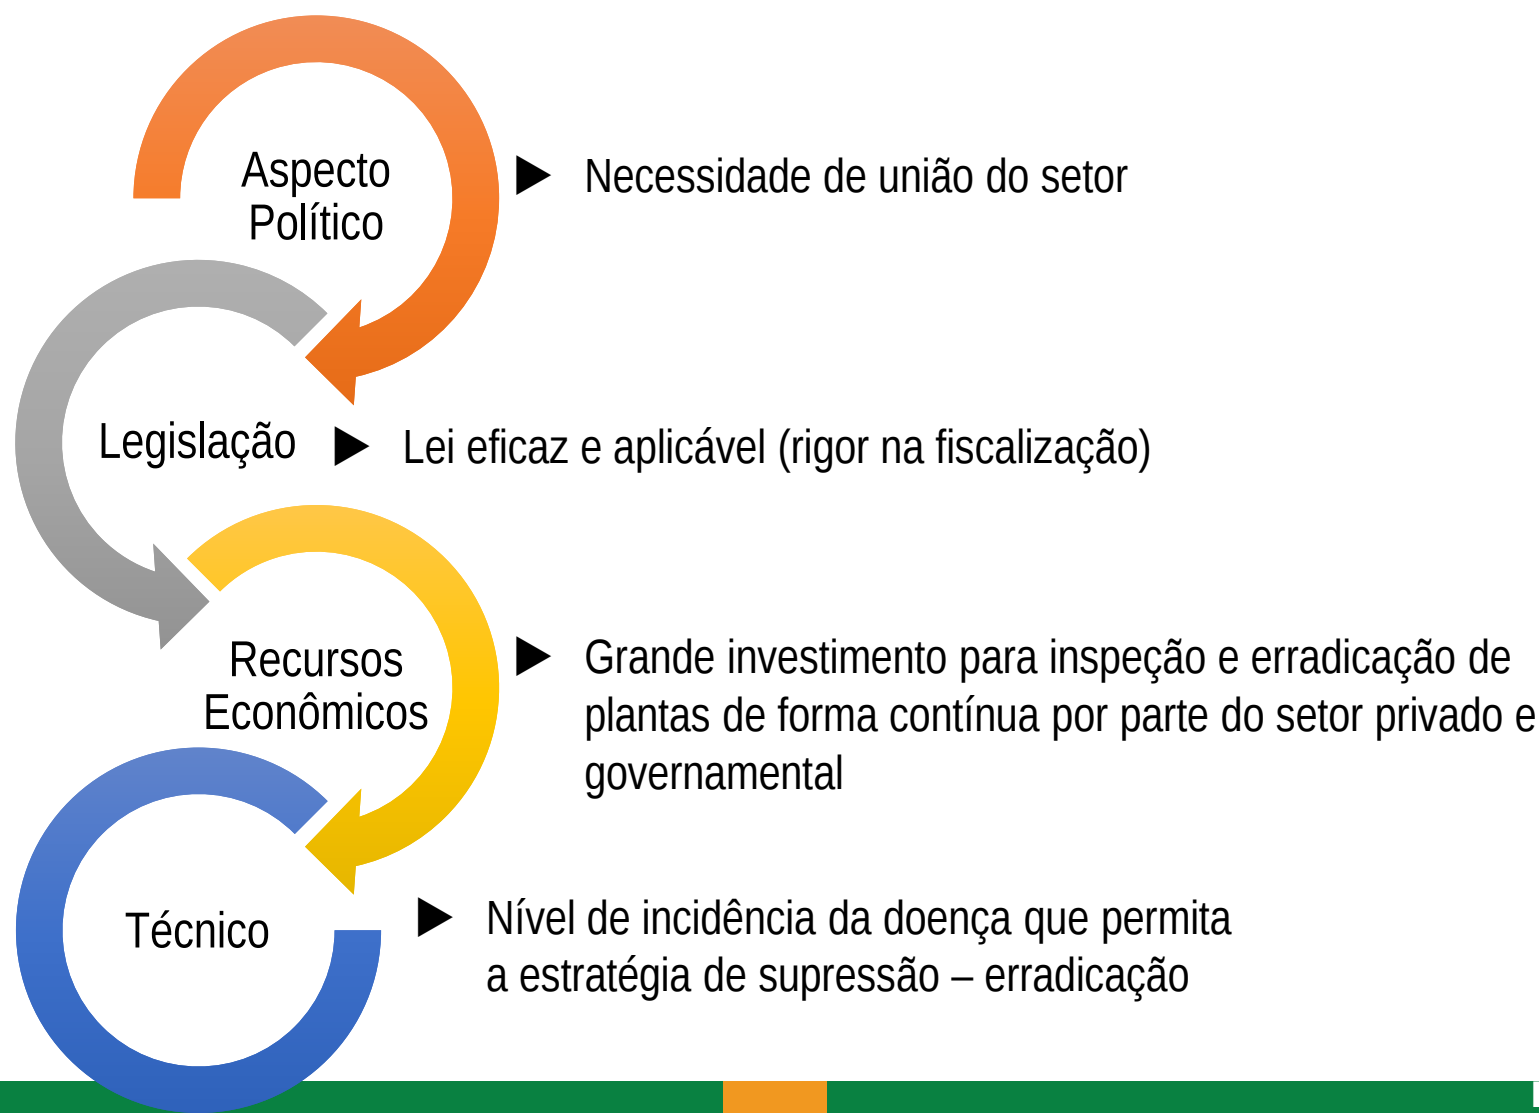 Aspecto
Político
Necessidade de união do setor
Legislação
Lei eficaz e aplicável (rigor na fiscalização)
Recursos
Econômicos
Grande investimento para inspeção e erradicação de
plantas de forma contínua por parte do setor privado e
governamental
Técnico
Nível de incidência da doença que permita
a estratégia de supressão – erradicação